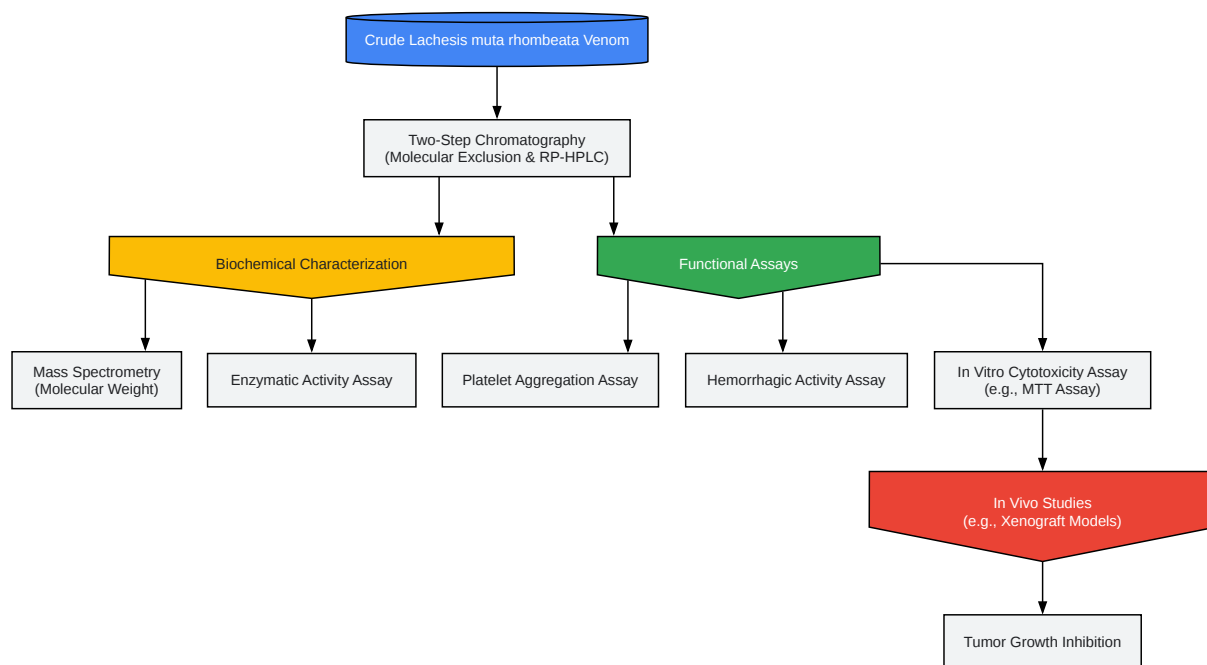 Crude Lachesis muta rhombeata Venom
Two-Step Chromatography
(Molecular Exclusion & RP-HPLC)
Biochemical Characterization
Functional Assays
Mass Spectrometry
(Molecular Weight)
Enzymatic Activity Assay
Platelet Aggregation Assay
Hemorrhagic Activity Assay
In Vitro Cytotoxicity Assay
(e.g., MTT Assay)
In Vivo Studies
(e.g., Xenograft Models)
Tumor Growth Inhibition